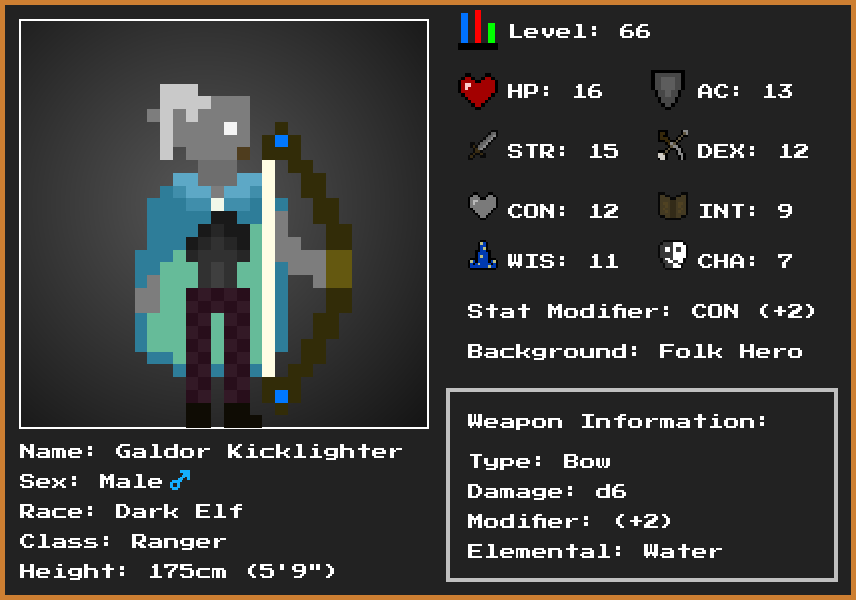 Level: 66
HP: 16
AC: 13
STR: 15
DEX: 12
CON: 12
INT: 9
WIS: 11
CHA: 7
Stat Modifier: CON (+2)
Background: Folk Hero
Weapon Information:
Type: Bow
Damage: d6
Modifier: (+2)
Elemental: Water
Name: Galdor Kicklighter
Sex: Male ♂
Race: Dark Elf
Class: Ranger
Height: 175cm (5'9")